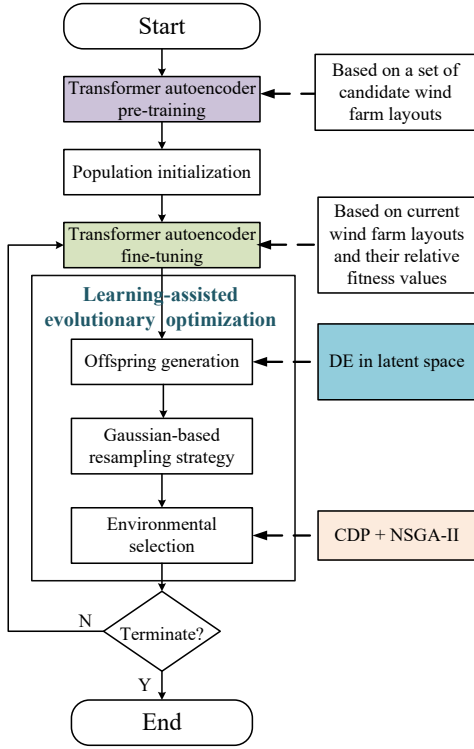 Start
Transformer autoencoder
pre-training
Based on a set of
candidate wind
farm layouts
Population initialization
Transformer autoencoder
fine-tuning
Based on current
wind farm layouts
and their relative
fitness values
Learning-assisted
evolutionary optimization
Offspring generation
DE in latent space
Gaussian-based
resampling strategy
Environmental
selection
CDP + NSGA-II
N
Terminate?
Y
End